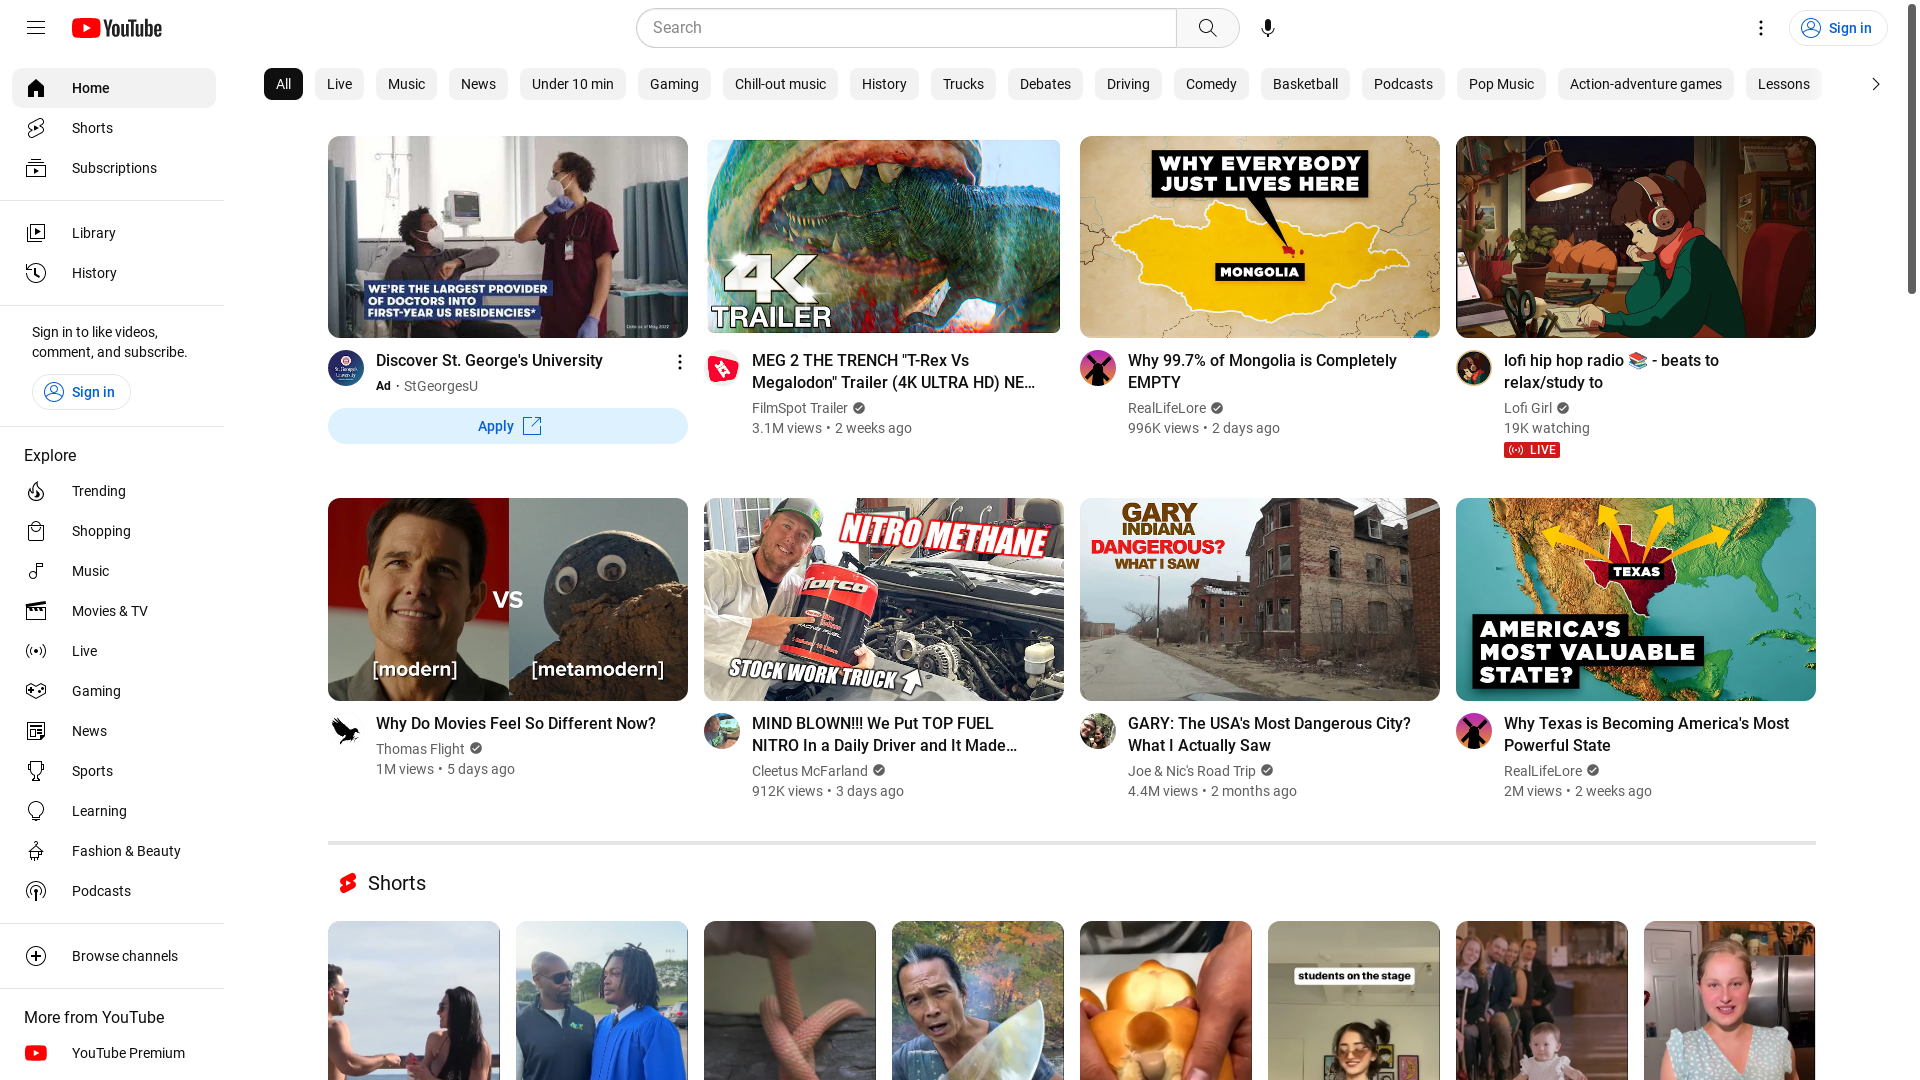 YouTube
Search
Sign in
Home
Shorts
Subscriptions
Library
History
Sign in to like videos,
comment, and subscribe.
Sign in
Explore
Trending
Shopping
Music
Movies & TV
Live
Gaming
News
Sports
Learning
Fashion & Beauty
Podcasts
Browse channels
More from YouTube
YouTube Premium
All Live Music News Under 10 min Gaming Chill-out music History Trucks Debates Driving Comedy Basketball Podcasts Pop Music Action-adventure games Lessons
WE'RE THE LARGEST PROVIDER
OF DOCTORS INTO
FIRST-YEAR US RESIDENCIES*
Discover St. George's University
Ad • StGeorgesU
Apply
4K
TRAILER
MEG 2 THE TRENCH "T-Rex Vs
Megalodon" Trailer (4K ULTRA HD) NE...
FilmSpot Trailer
3.1M views • 2 weeks ago
WHY EVERYBODY
JUST LIVES HERE
MONGOLIA
Why 99.7% of Mongolia is Completely
EMPTY
RealLifeLore
996K views • 2 days ago
lofi hip hop radio 📚 - beats to
relax/study to
Lofi Girl
19K watching
LIVE
VS
[modern] [metamodern]
Why Do Movies Feel So Different Now?
Thomas Flight
1M views • 5 days ago
NITRO METHANE
Torco
RACING FUEL
STOCK WORK TRUCK
MIND BLOWN!!! We Put TOP FUEL
NITRO In a Daily Driver and It Made...
Cleetus McFarland
912K views • 3 days ago
GARY
INDIANA
DANGEROUS?
WHAT I SAW
GARY: The USA's Most Dangerous City?
What I Actually Saw
Joe & Nic's Road Trip
4.4M views • 2 months ago
TEXAS
AMERICA'S
MOST VALUABLE
STATE?
Why Texas is Becoming America's Most
Powerful State
RealLifeLore
2M views • 2 weeks ago
Shorts
students on the stage